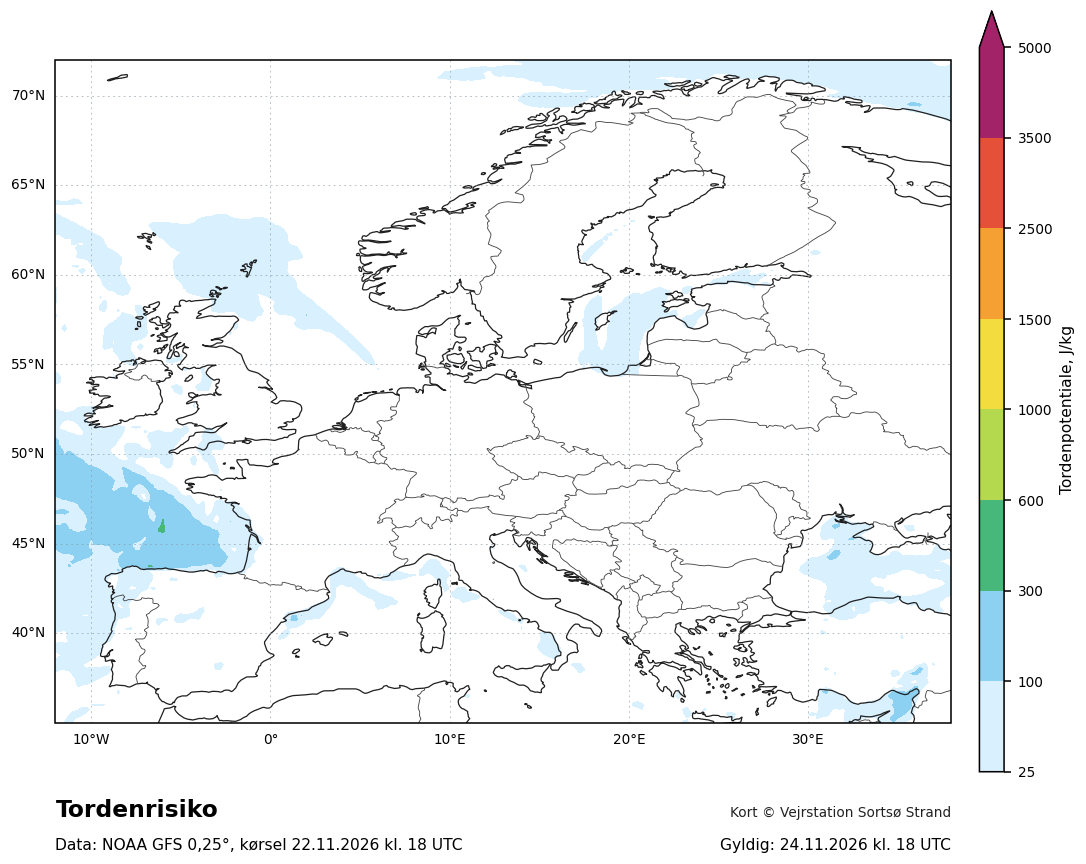 5000
3500
2500
1500
1000
600
300
100
25
Tordenpotentiale, J/kg
70°N
65°N
60°N
55°N
50°N
45°N
40°N
10°W
0°
10°E
20°E
30°E
Tordenrisiko
Kort © Vejrstation Sortsø Strand
Data: NOAA GFS 0,25°, kørsel 22.11.2026 kl. 18 UTC
Gyldig: 24.11.2026 kl. 18 UTC